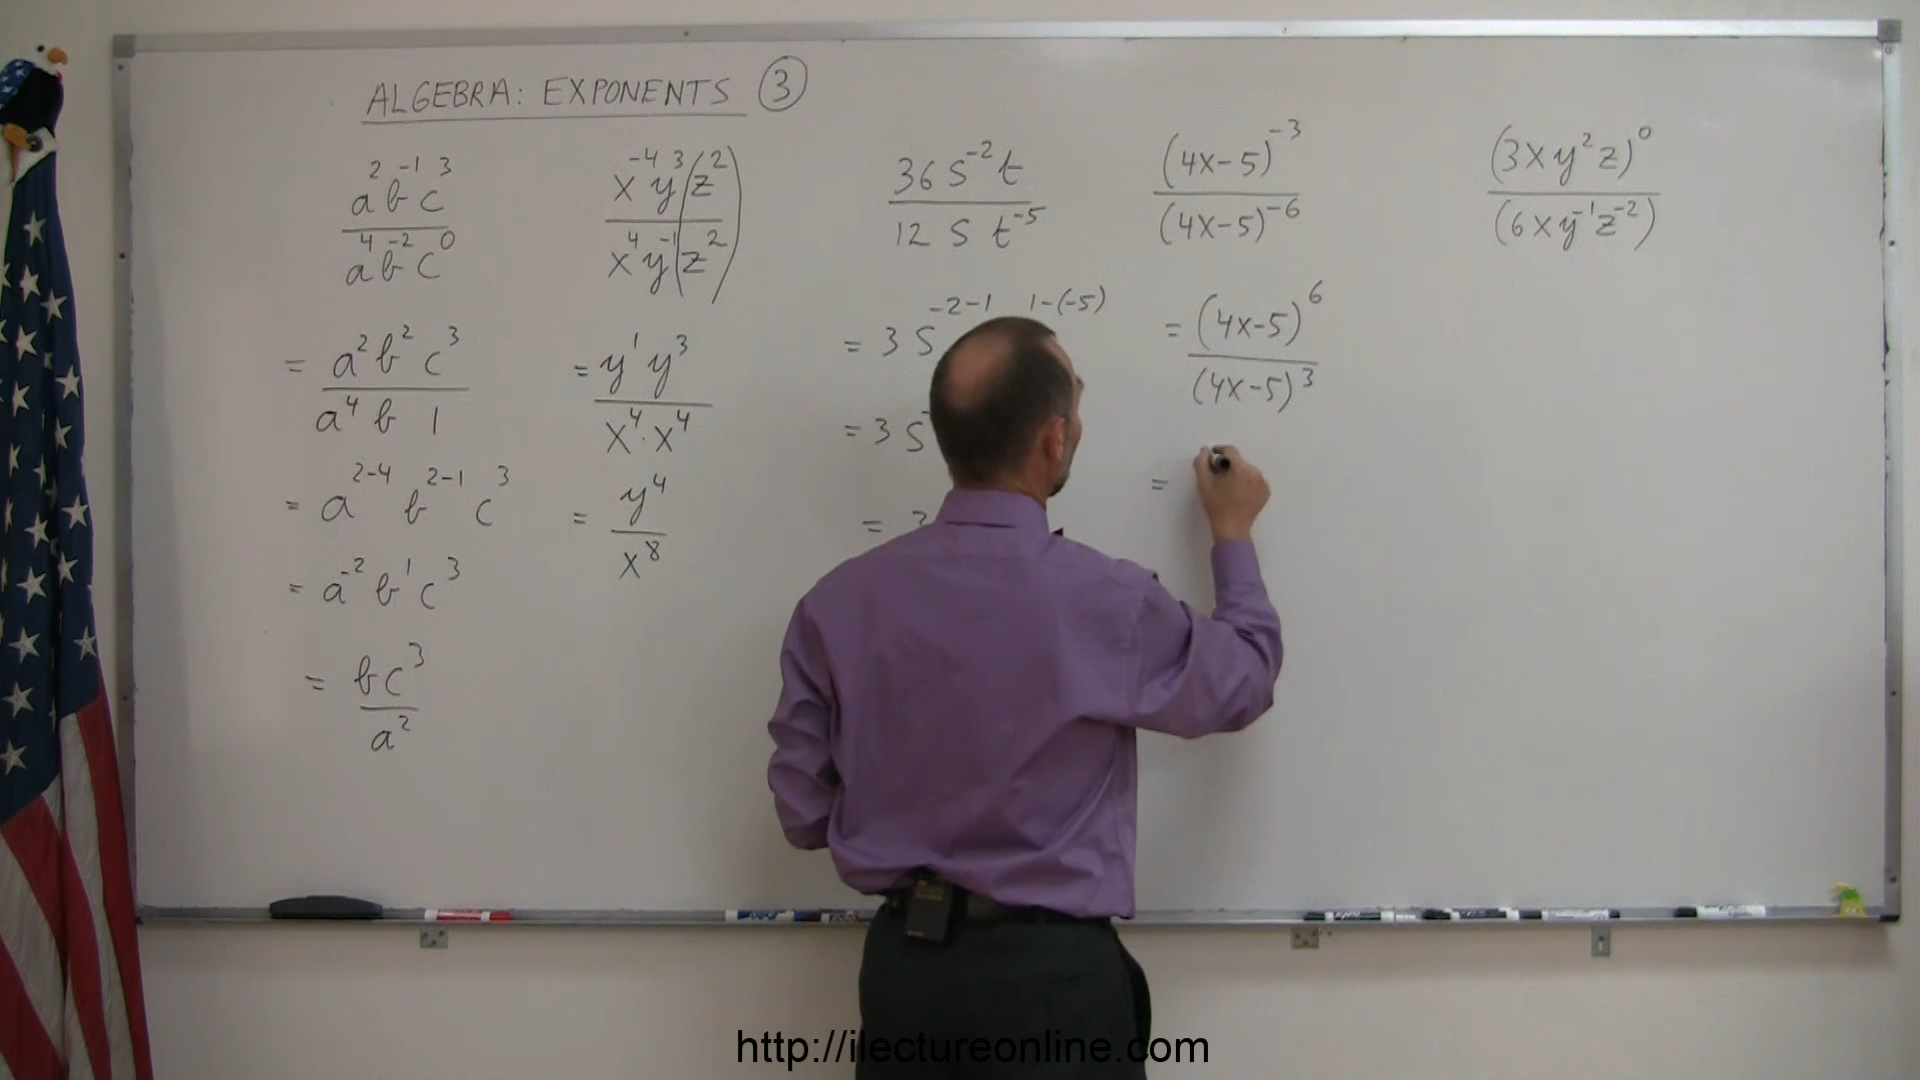 ALGEBRA: EXPONENTS ③
a²b⁻¹c³
a⁴b⁻²c⁰
= a²b²c³
a⁴ b 1
= a²⁻⁴ b²⁻¹ c³
= a⁻² b¹ c³
= bc³
a²
x⁻⁴y³(z²)
x⁴y⁻¹(z²)
= y¹y³
x⁴·x⁴
= y⁴
x⁸
36 s⁻²t
12 s t⁻⁵
= 3 s⁻²⁻¹ ¹⁻⁽⁻⁵⁾
= 3 s
=
(4x-5)⁻³
(4x-5)⁻⁶
= (4x-5)⁶
(4x-5)³
=
(3xy²z)⁰
(6xy⁻¹z⁻²)
http://ilectureonline.com